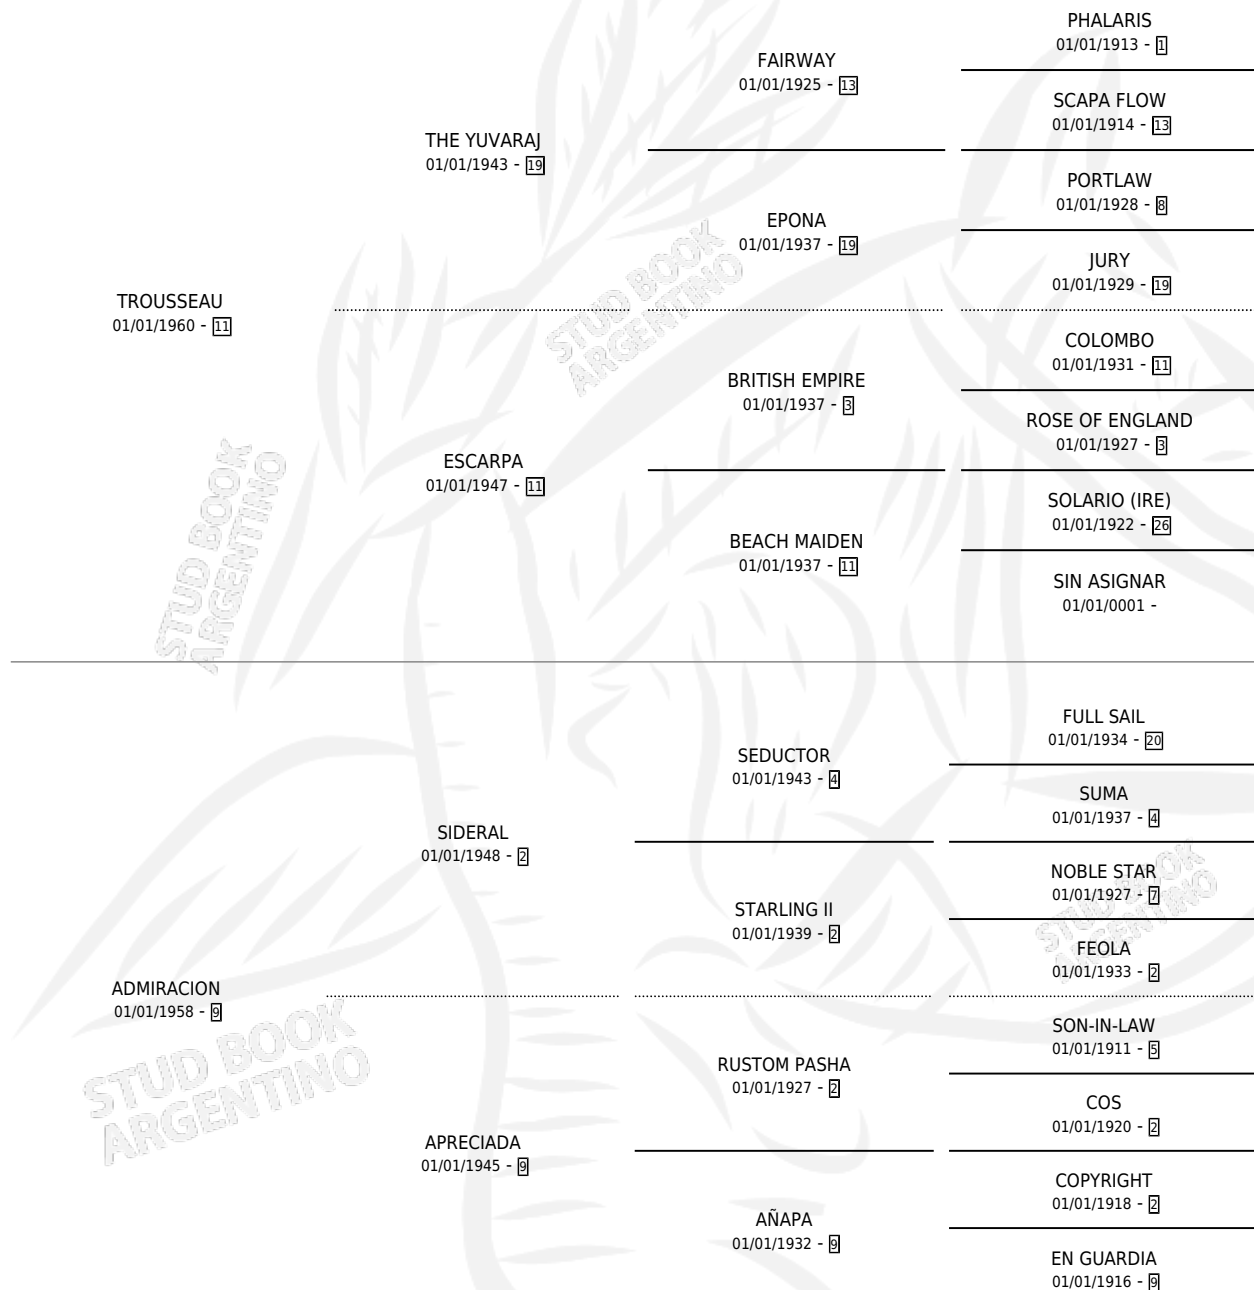 PHALARIS
01/01/1913 - 1
FAIRWAY
01/01/1925 - 13
SCAPA FLOW
01/01/1914 - 13
THE YUVARAJ
01/01/1943 - 19
PORTLAW
01/01/1928 - 8
EPONA
01/01/1937 - 19
JURY
01/01/1929 - 19
TROUSSEAU
01/01/1960 - 11
STUD BOOK
ARGENTINO
COLOMBO
01/01/1931 - 11
BRITISH EMPIRE
01/01/1937 - 3
ROSE OF ENGLAND
01/01/1927 - 3
ESCARPA
01/01/1947 - 11
SOLARIO (IRE)
01/01/1922 - 26
BEACH MAIDEN
01/01/1937 - 11
SIN ASIGNAR
01/01/0001 -
STUD BOOK
ARGENTINO
FULL SAIL
01/01/1934 - 20
SEDUCTOR
01/01/1943 - 4
SUMA
01/01/1937 - 4
SIDERAL
01/01/1948 - 2
NOBLE STAR
01/01/1927 - 7
STUD BOOK
ARGENTINO
STARLING II
01/01/1939 - 2
FEOLA
01/01/1933 - 2
ADMIRACION
01/01/1958 - 9
STUD BOOK
ARGENTINO
SON-IN-LAW
01/01/1911 - 5
RUSTOM PASHA
01/01/1927 - 2
COS
01/01/1920 - 2
APRECIADA
01/01/1945 - 9
COPYRIGHT
01/01/1918 - 2
AÑAPA
01/01/1932 - 9
EN GUARDIA
01/01/1916 - 9